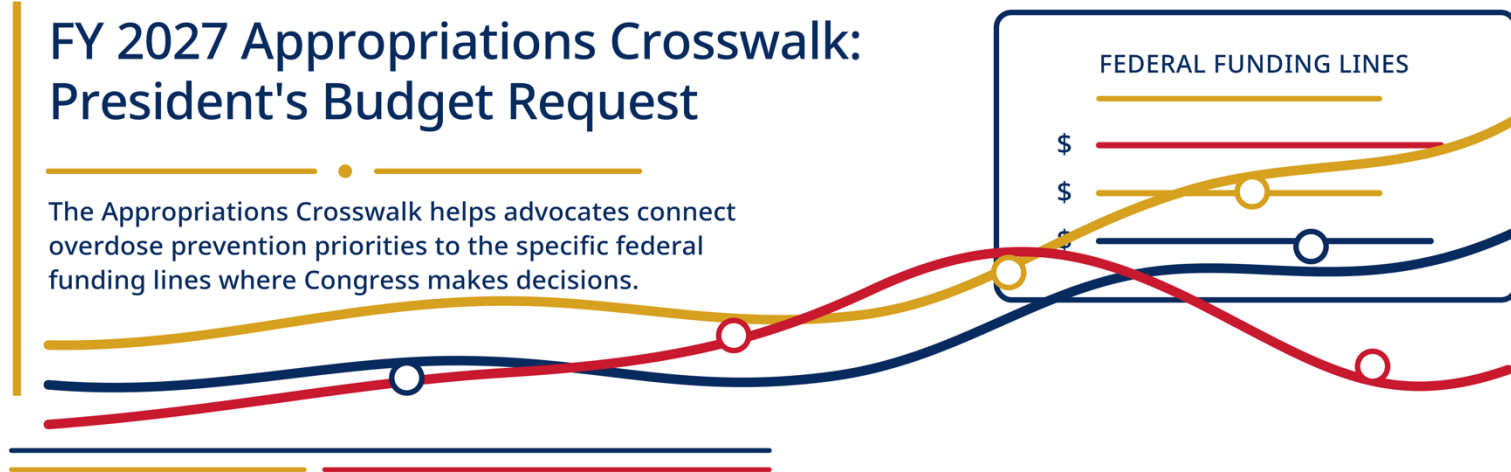 FY 2027 Appropriations Crosswalk:
President's Budget Request
The Appropriations Crosswalk helps advocates connect
overdose prevention priorities to the specific federal
funding lines where Congress makes decisions.
FEDERAL FUNDING LINES
$
$
$